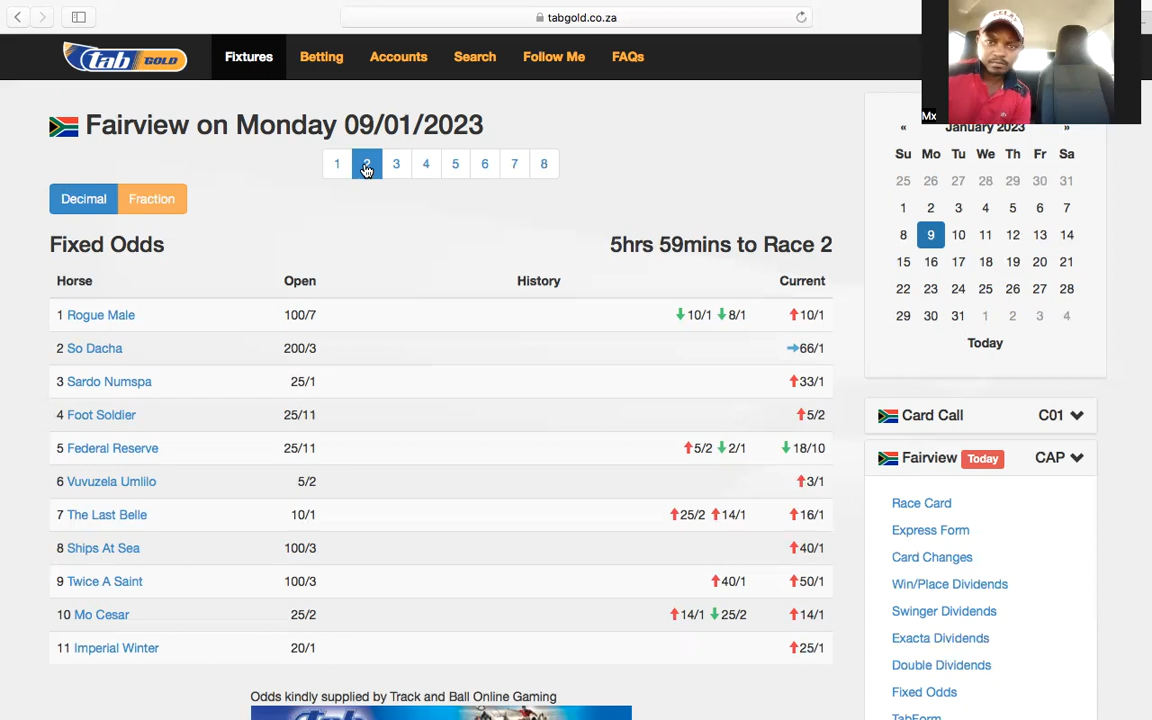 tabgold.co.za
tab GOLD
Fixtures Betting Accounts Search Follow Me FAQs
Mx
Fairview on Monday 09/01/2023
1 2 3 4 5 6 7 8
Decimal Fraction
Fixed Odds 5hrs 59mins to Race 2
Horse Open History Current
1 Rogue Male 100/7 10/1 8/1 10/1
2 So Dacha 200/3 66/1
3 Sardo Numspa 25/1 33/1
4 Foot Soldier 25/11 5/2
5 Federal Reserve 25/11 5/2 2/1 18/10
6 Vuvuzela Umlilo 5/2 3/1
7 The Last Belle 10/1 25/2 14/1 16/1
8 Ships At Sea 100/3 40/1
9 Twice A Saint 100/3 40/1 50/1
10 Mo Cesar 25/2 14/1 25/2 14/1
11 Imperial Winter 20/1 25/1
Odds kindly supplied by Track and Ball Online Gaming
tab
« January 2023 »
Su Mo Tu We Th Fr Sa
25 26 27 28 29 30 31
1 2 3 4 5 6 7
8 9 10 11 12 13 14
15 16 17 18 19 20 21
22 23 24 25 26 27 28
29 30 31 1 2 3 4
Today
Card Call C01
Fairview Today CAP
Race Card
Express Form
Card Changes
Win/Place Dividends
Swinger Dividends
Exacta Dividends
Double Dividends
Fixed Odds
TabForm